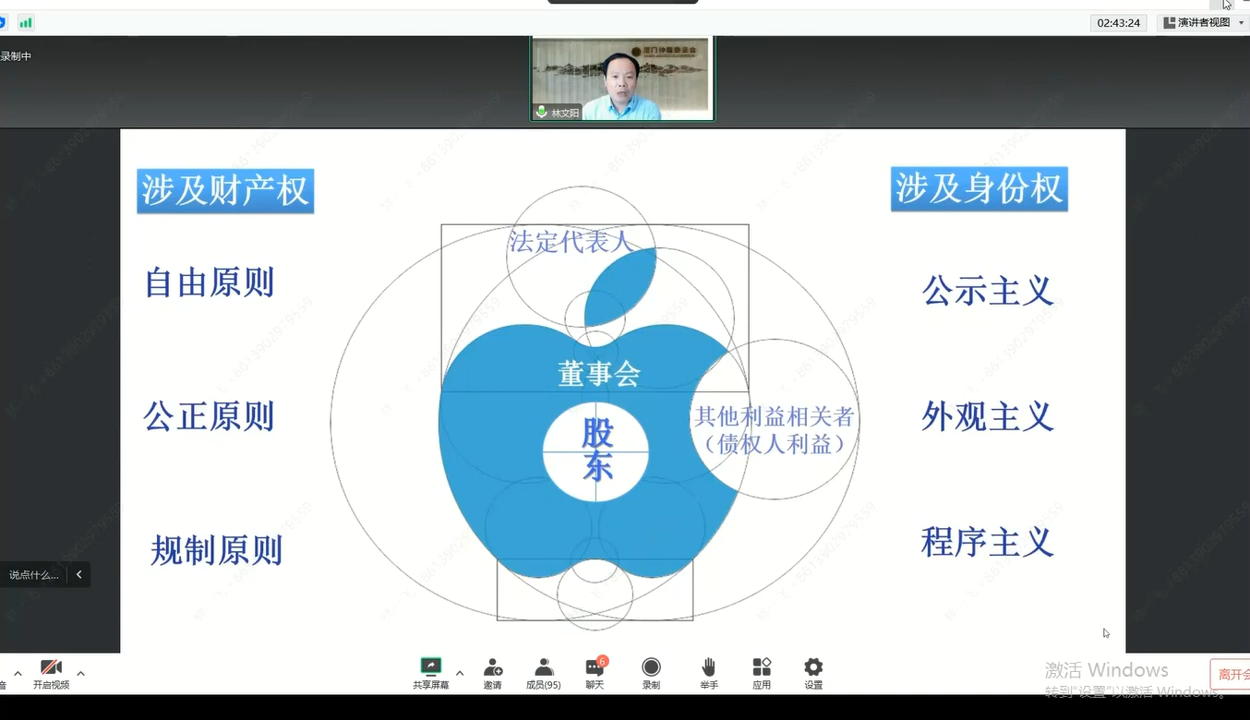 02:43:24
演讲者视图
录制中
林文阳
涉及财产权
涉及身份权
法定代表人
自由原则
公示主义
董事会
公正原则
股东
其他利益相关者
(债权人利益)
外观主义
规制原则
程序主义
说点什么...
开启视频
共享屏幕
邀请
成员(95)
6
聊天
录制
举手
应用
设置
激活 Windows
转到"设置"以激活 Windows。
离开会